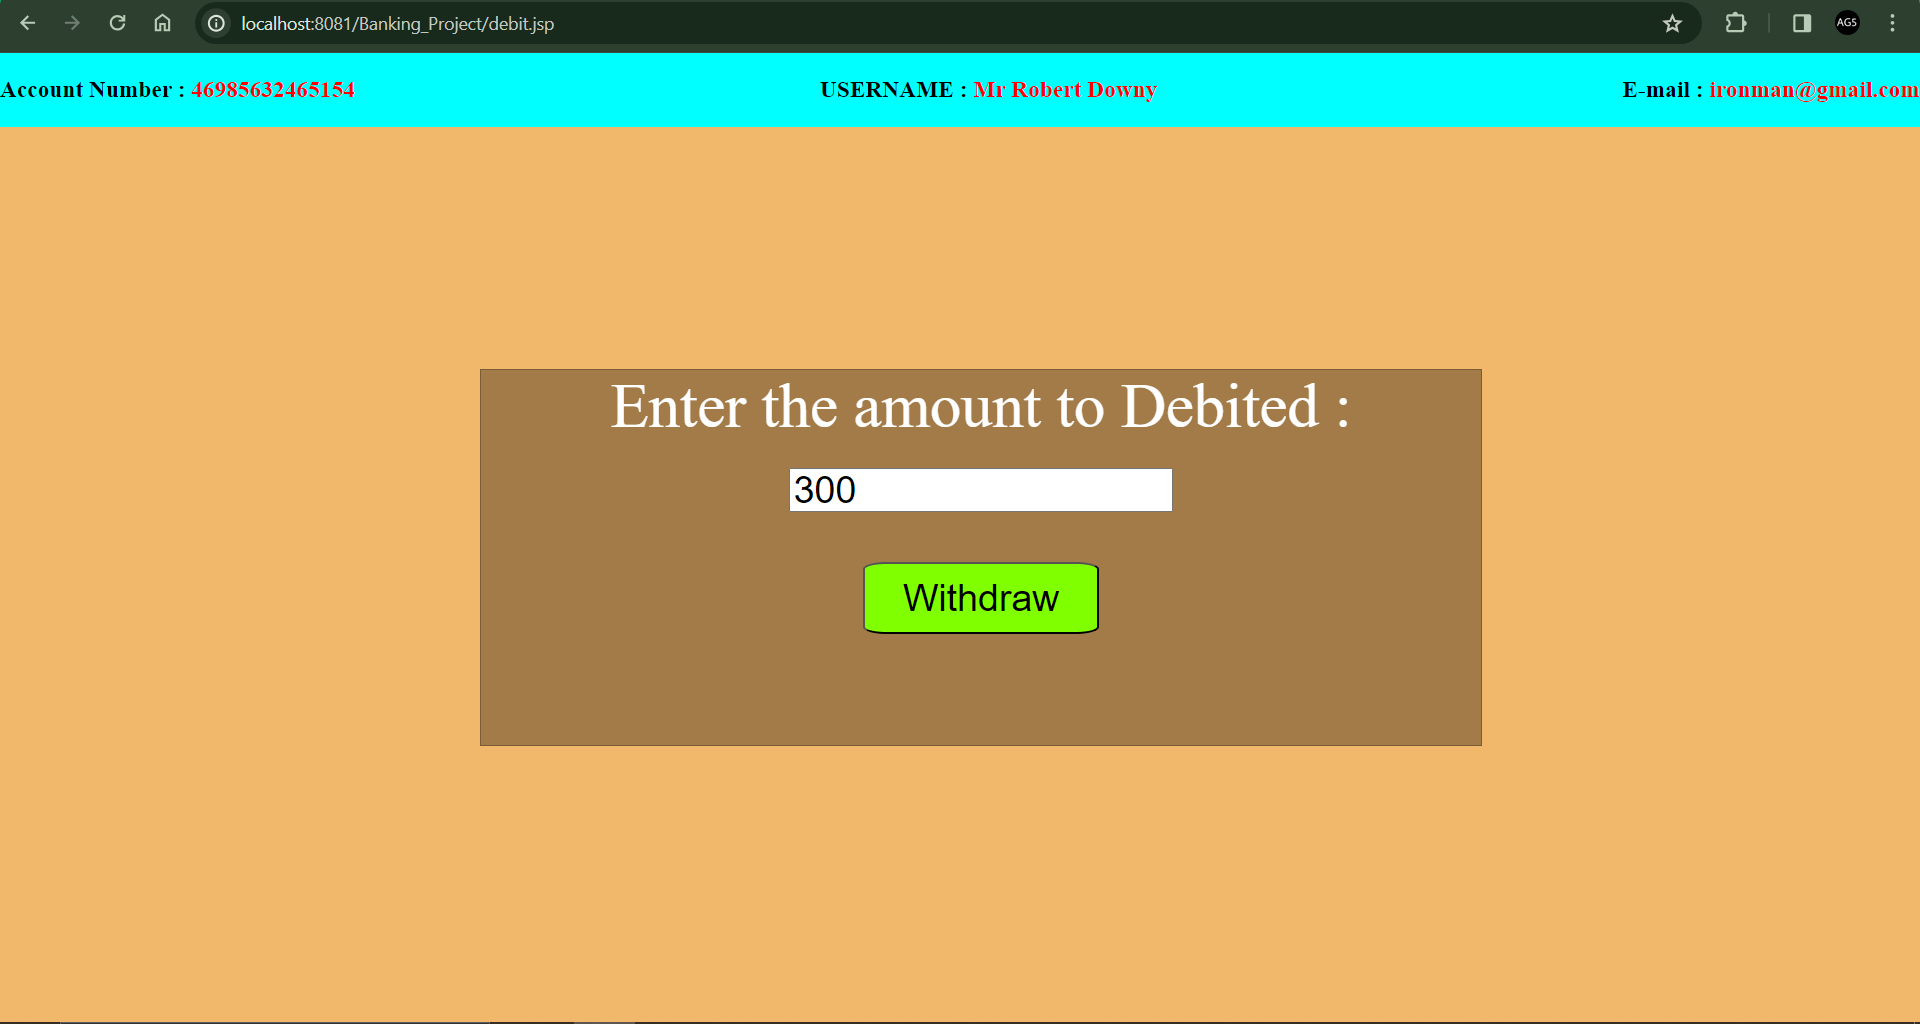 localhost:8081/Banking_Project/debit.jsp
AG5
Account Number : 46985632465154 USERNAME : Mr Robert Downy E-mail : ironman@gmail.com
Enter the amount to Debited :
300
Withdraw